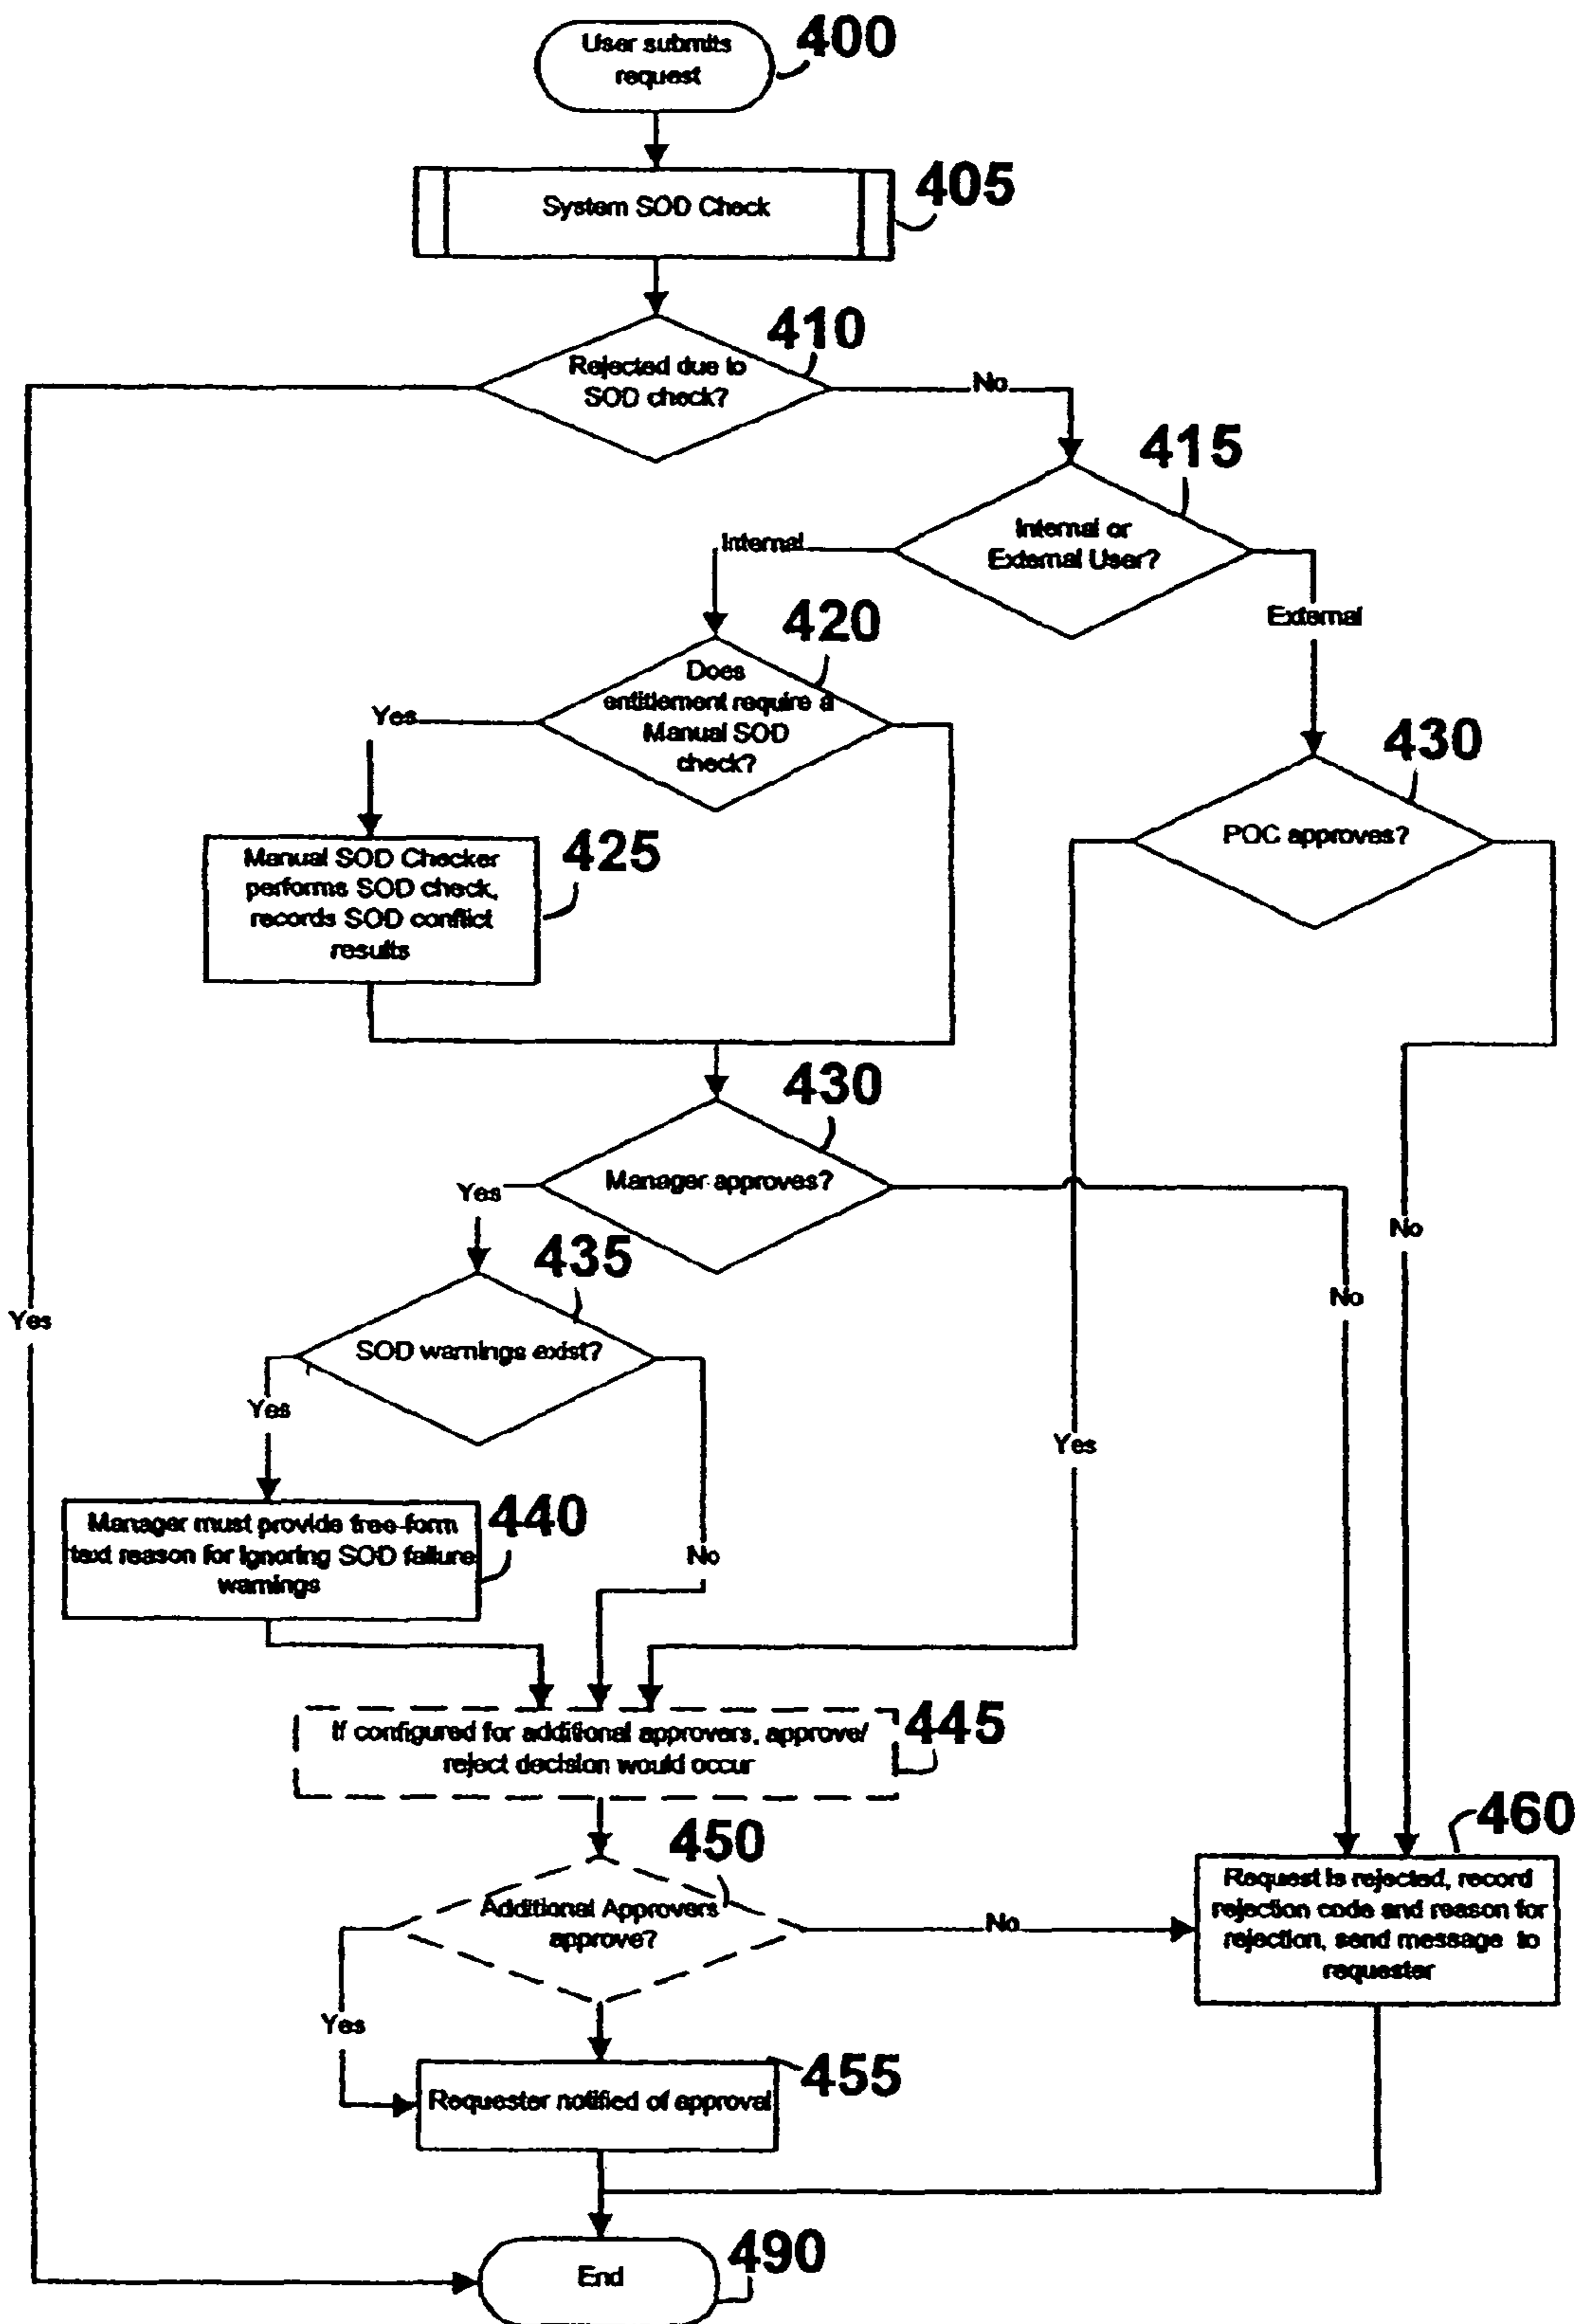 User submits
request
400
System SOD Check
405
410
Rejected due to
SOD check?
No
415
Internal or
External User?
Internal
External
420
Does
entitlement require a
Manual SOD
check?
Yes
430
POC approves?
Manual SOD Checker
performs SOD check,
records SOD conflict
results
425
430
Manager approves?
Yes
No
No
435
SOD warnings exist?
Yes
Yes
Yes
No
Manager must provide free-form
text reason for ignoring SOD failure
warnings
440
If configured for additional approvers, approve/
reject decision would occur
445
450
Additional Approvers
approve?
No
Yes
460
Request is rejected, record
rejection code and reason for
rejection, send message to
requester
Requester notified of approval
455
End
490